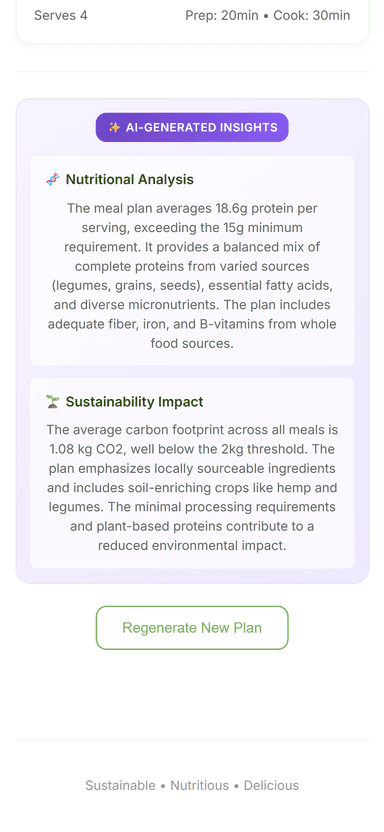 Serves 4 Prep: 20min • Cook: 30min
✨ AI-GENERATED INSIGHTS
🧬 Nutritional Analysis
The meal plan averages 18.6g protein per
serving, exceeding the 15g minimum
requirement. It provides a balanced mix of
complete proteins from varied sources
(legumes, grains, seeds), essential fatty acids,
and diverse micronutrients. The plan includes
adequate fiber, iron, and B-vitamins from whole
food sources.
🌱 Sustainability Impact
The average carbon footprint across all meals is
1.08 kg CO2, well below the 2kg threshold. The
plan emphasizes locally sourceable ingredients
and includes soil-enriching crops like hemp and
legumes. The minimal processing requirements
and plant-based proteins contribute to a
reduced environmental impact.
Regenerate New Plan
Sustainable • Nutritious • Delicious